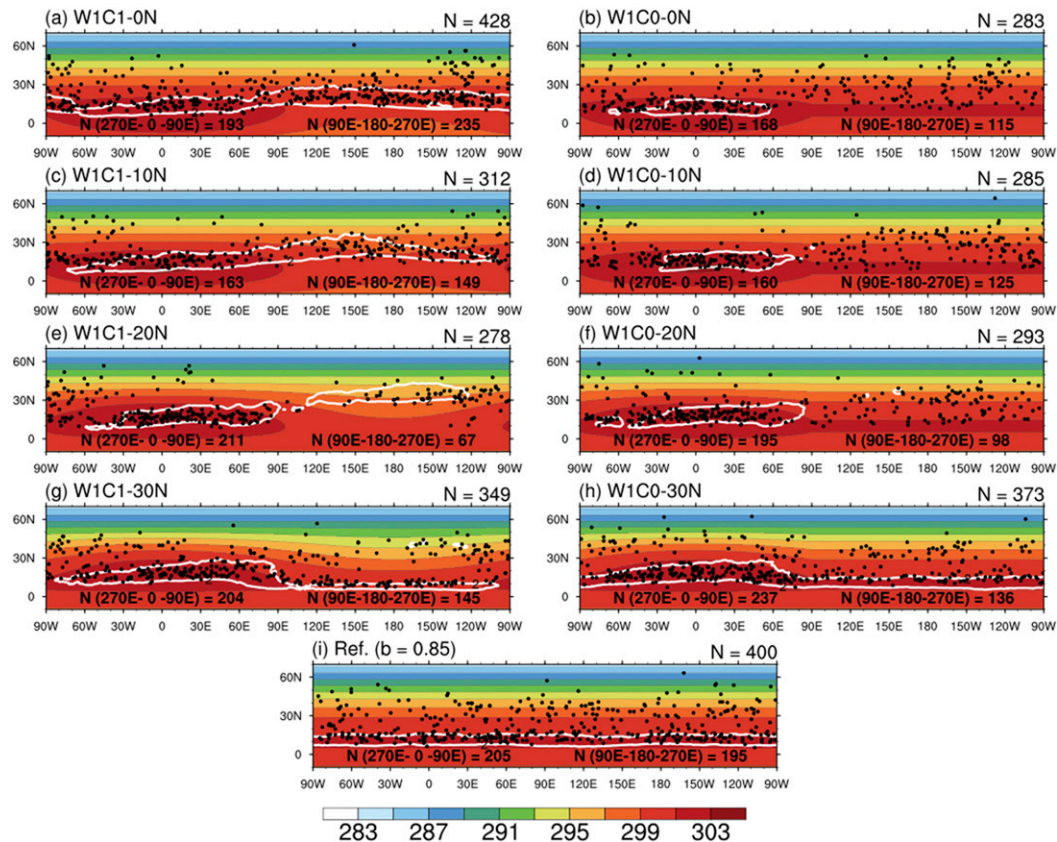 (a) W1C1-0N N = 428
60N
30N
0
N (270E- 0 -90E) = 193 N (90E-180-270E) = 235
90W 60W 30W 0 30E 60E 90E 120E 150E 180 150W 120W 90W
(b) W1C0-0N N = 283
60N
30N
0
N (270E- 0 -90E) = 168 N (90E-180-270E) = 115
90W 60W 30W 0 30E 60E 90E 120E 150E 180 150W 120W 90W
(c) W1C1-10N N = 312
60N
30N
0
N (270E- 0 -90E) = 163 N (90E-180-270E) = 149
90W 60W 30W 0 30E 60E 90E 120E 150E 180 150W 120W 90W
(d) W1C0-10N N = 285
60N
30N
0
N (270E- 0 -90E) = 160 N (90E-180-270E) = 125
90W 60W 30W 0 30E 60E 90E 120E 150E 180 150W 120W 90W
(e) W1C1-20N N = 278
60N
30N
0
N (270E- 0 -90E) = 211 N (90E-180-270E) = 67
90W 60W 30W 0 30E 60E 90E 120E 150E 180 150W 120W 90W
(f) W1C0-20N N = 293
60N
30N
0
N (270E- 0 -90E) = 195 N (90E-180-270E) = 98
90W 60W 30W 0 30E 60E 90E 120E 150E 180 150W 120W 90W
(g) W1C1-30N N = 349
60N
30N
0
N (270E- 0 -90E) = 204 N (90E-180-270E) = 145
90W 60W 30W 0 30E 60E 90E 120E 150E 180 150W 120W 90W
(h) W1C0-30N N = 373
60N
30N
0
N (270E- 0 -90E) = 237 N (90E-180-270E) = 136
90W 60W 30W 0 30E 60E 90E 120E 150E 180 150W 120W 90W
(i) Ref. (b = 0.85) N = 400
60N
30N
0
N (270E- 0 -90E) = 205 N (90E-180-270E) = 195
90W 60W 30W 0 30E 60E 90E 120E 150E 180 150W 120W 90W
283 287 291 295 299 303